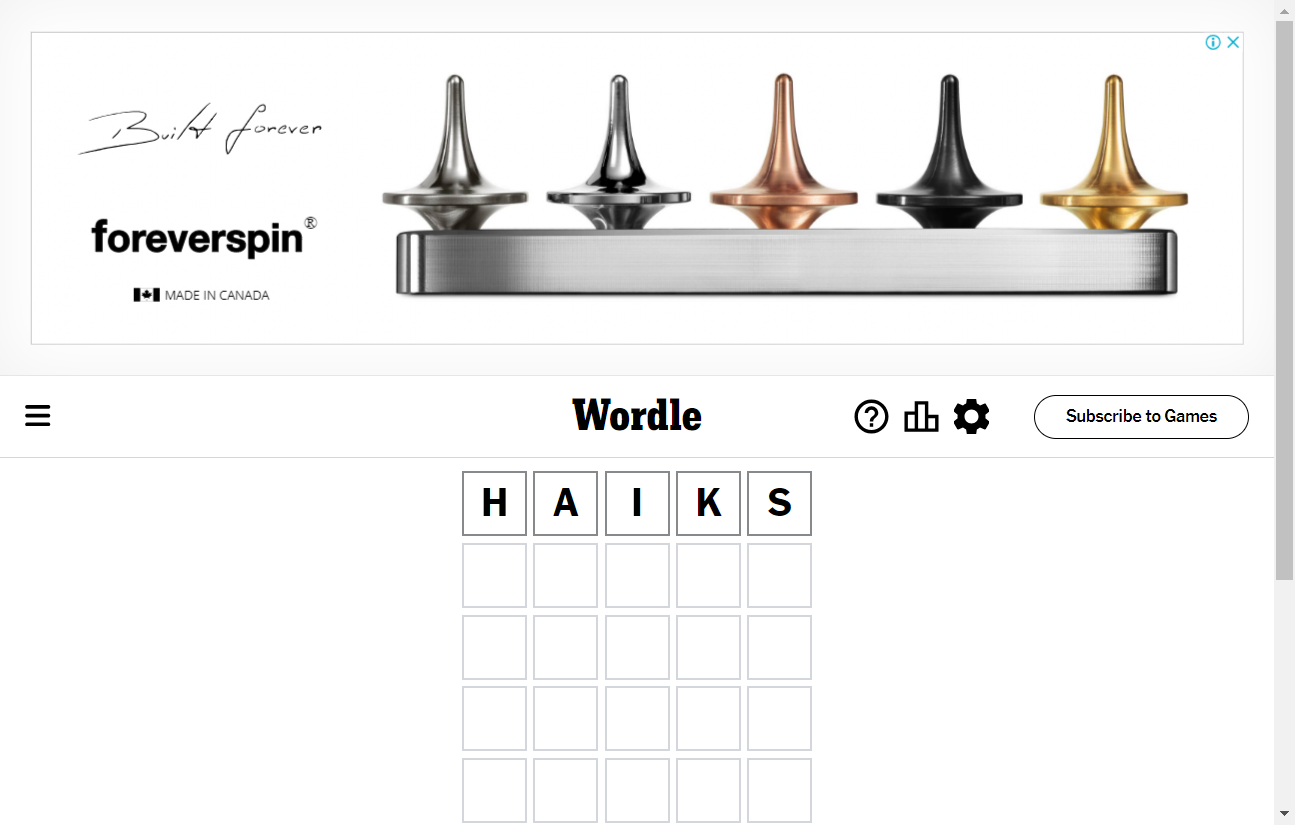 Built forever
foreverspin®
MADE IN CANADA
Wordle
Subscribe to Games
H A I K S